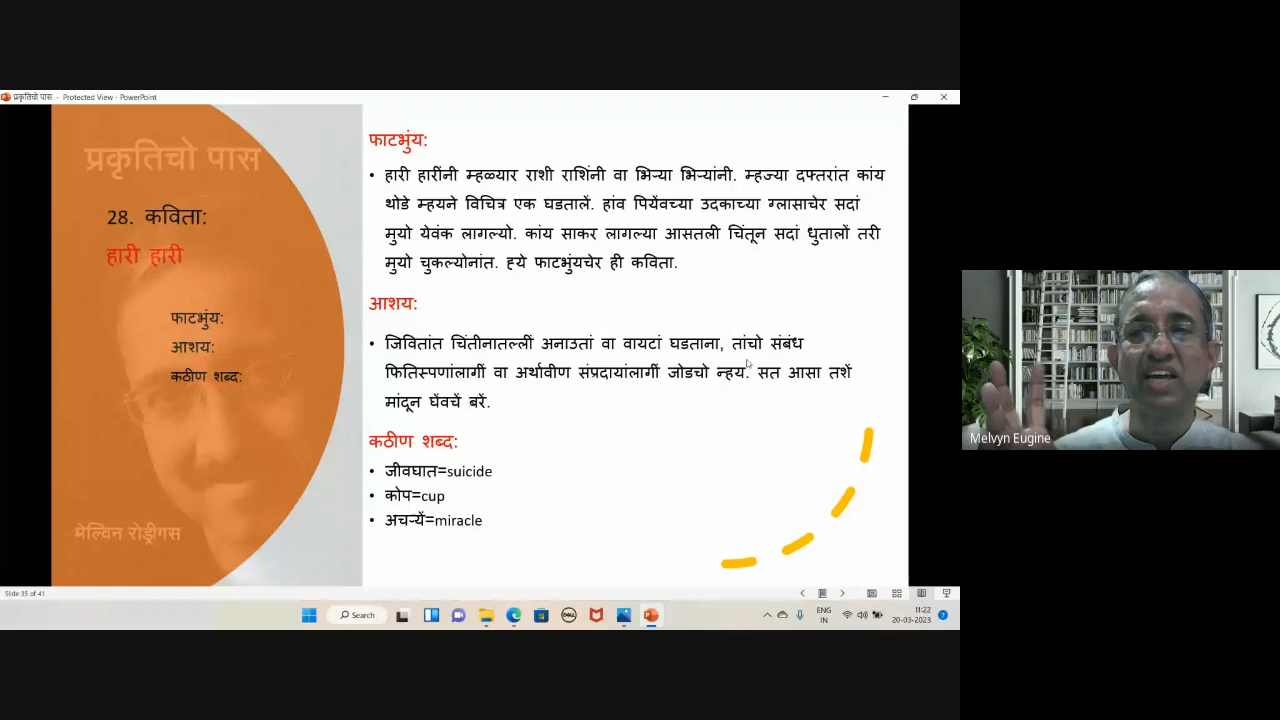 प्रकृतिचो पास - Protected View - PowerPoint
प्रकृतिचो पास
28. कविता:
हारी हारी
फाटभुंय:
आशय:
कठीण शब्द:
मेल्विन रोड्रीगस
फाटभुंय:
• हारी हारींनी म्हळ्यार राशी राशिंनी वा भिऱ्या भिऱ्यांनी. म्हज्या दफ्तरांत कांय
थोडे म्हयने विचित्र एक घडतालें. हांव पियेंवच्या उदकाच्या ग्लासाचेर सदां
मुयो येवंक लागल्यो. कांय साकर लागल्या आसतली चिंतून सदां धुतालों तरी
मुयो चुकल्योनांत. ह्ये फाटभुंयचेर ही कविता.
आशय:
• जिवितांत चिंतीनातल्लीं अनाउतां वा वायटां घडताना, तांचो संबंध
फितिस्पणांलागीं वा अर्थावीण संप्रदायांलागीं जोडचो न्हय. सत आसा तशें
मांदून घेंवचें बरें.
कठीण शब्द:
• जीवघात=suicide
• कोप=cup
• अचर्यें=miracle
Melvyn Eugine
Slide 35 of 41
Search
DELL
ENG
IN
11:22
20-03-2023
7